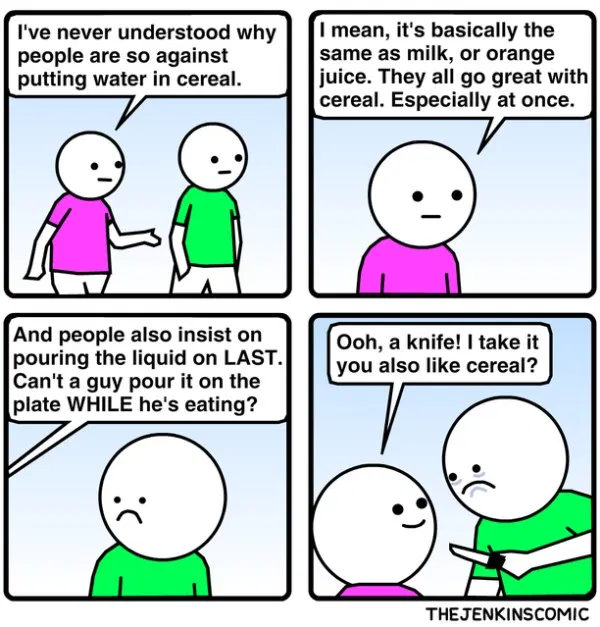 I've never understood why
people are so against
putting water in cereal.
I mean, it's basically the
same as milk, or orange
juice. They all go great with
cereal. Especially at once.
And people also insist on
pouring the liquid on LAST.
Can't a guy pour it on the
plate WHILE he's eating?
Ooh, a knife! I take it
you also like cereal?
THEJENKINSCOMIC